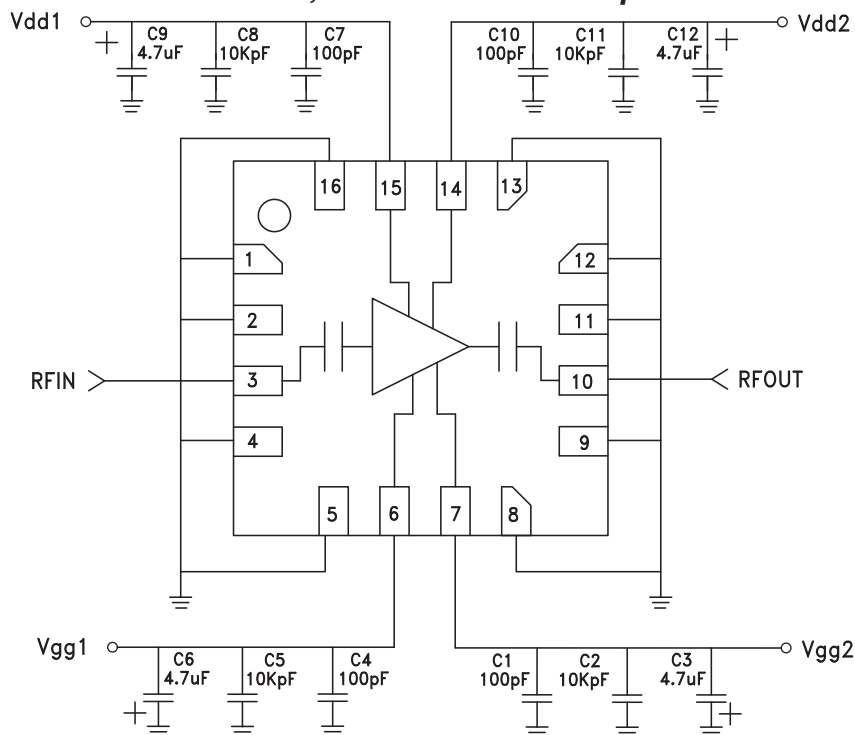 Vdd1
C9
4.7uF
C8
10KpF
C7
100pF
C10
100pF
C11
10KpF
C12
4.7uF
Vdd2
16
15
14
13
1
12
2
11
RFIN
3
10
RFOUT
4
9
5
6
7
8
Vgg1
C6
4.7uF
C5
10KpF
C4
100pF
C1
100pF
C2
10KpF
C3
4.7uF
Vgg2